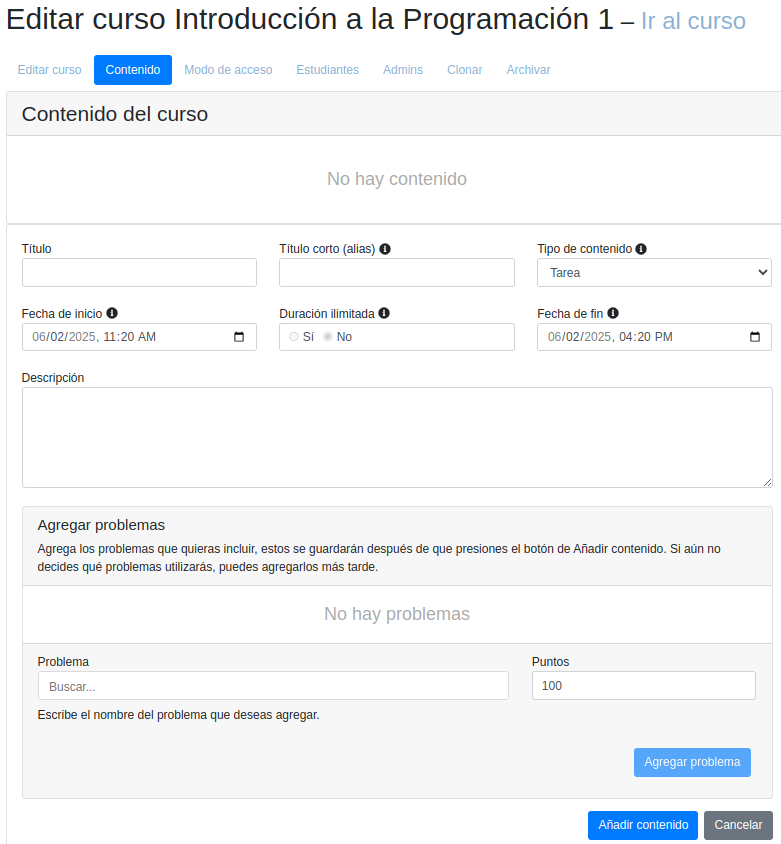 Editar curso Introducción a la Programación 1 – Ir al curso
Editar curso Contenido Modo de acceso Estudiantes Admins Clonar Archivar
Contenido del curso
No hay contenido
Título Título corto (alias) Tipo de contenido
Tarea
Fecha de inicio Duración ilimitada Fecha de fin
06/02/2025, 11:20 AM Sí No 06/02/2025, 04:20 PM
Descripción
Agregar problemas
Agrega los problemas que quieras incluir, estos se guardarán después de que presiones el botón de Añadir contenido. Si aún no
decides qué problemas utilizarás, puedes agregarlos más tarde.
No hay problemas
Problema Puntos
Buscar... 100
Escribe el nombre del problema que deseas agregar.
Agregar problema
Añadir contenido Cancelar